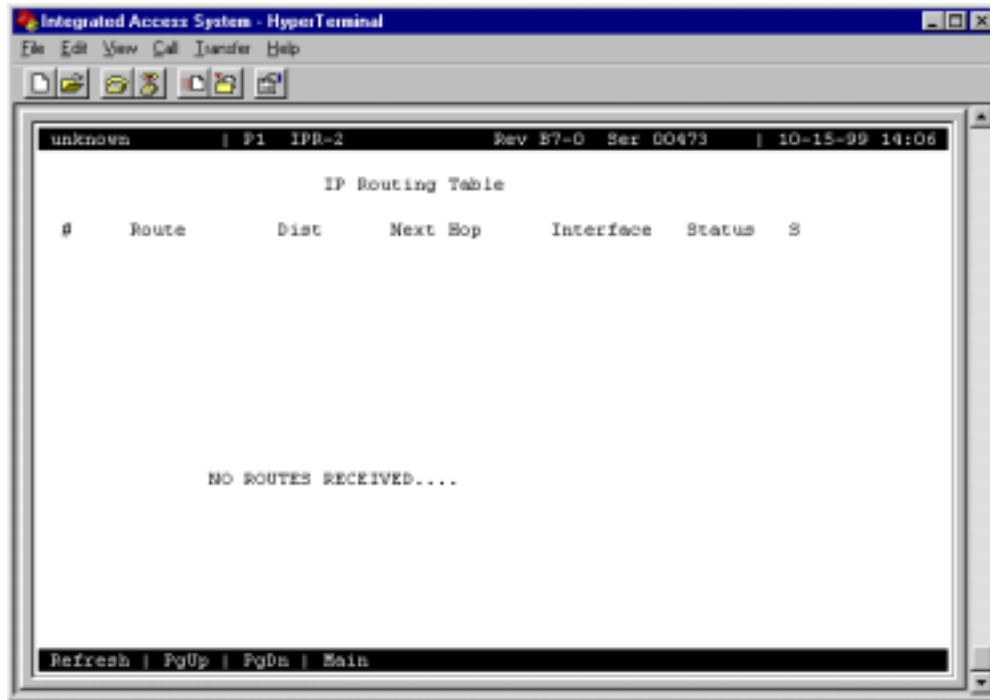 Integrated Access System - HyperTerminal
File Edit View Call Transfer Help
unknown | P1 IPR-2 Rev B7-0 Ser 00473 | 10-15-99 14:06
IP Routing Table
# Route Dist Next Hop Interface Status S
NO ROUTES RECEIVED....
Refresh | PgUp | PgDn | Main